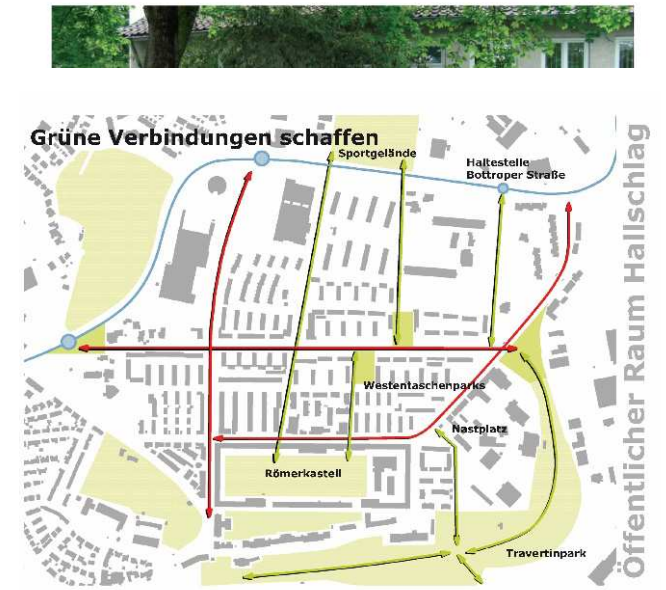 Grüne Verbindungen schaffen
Sportgelände
Haltestelle
Bottroper Straße
Westentaschenparks
Nastplatz
Römerkastell
Travertinpark
Öffentlicher Raum Hallschlag